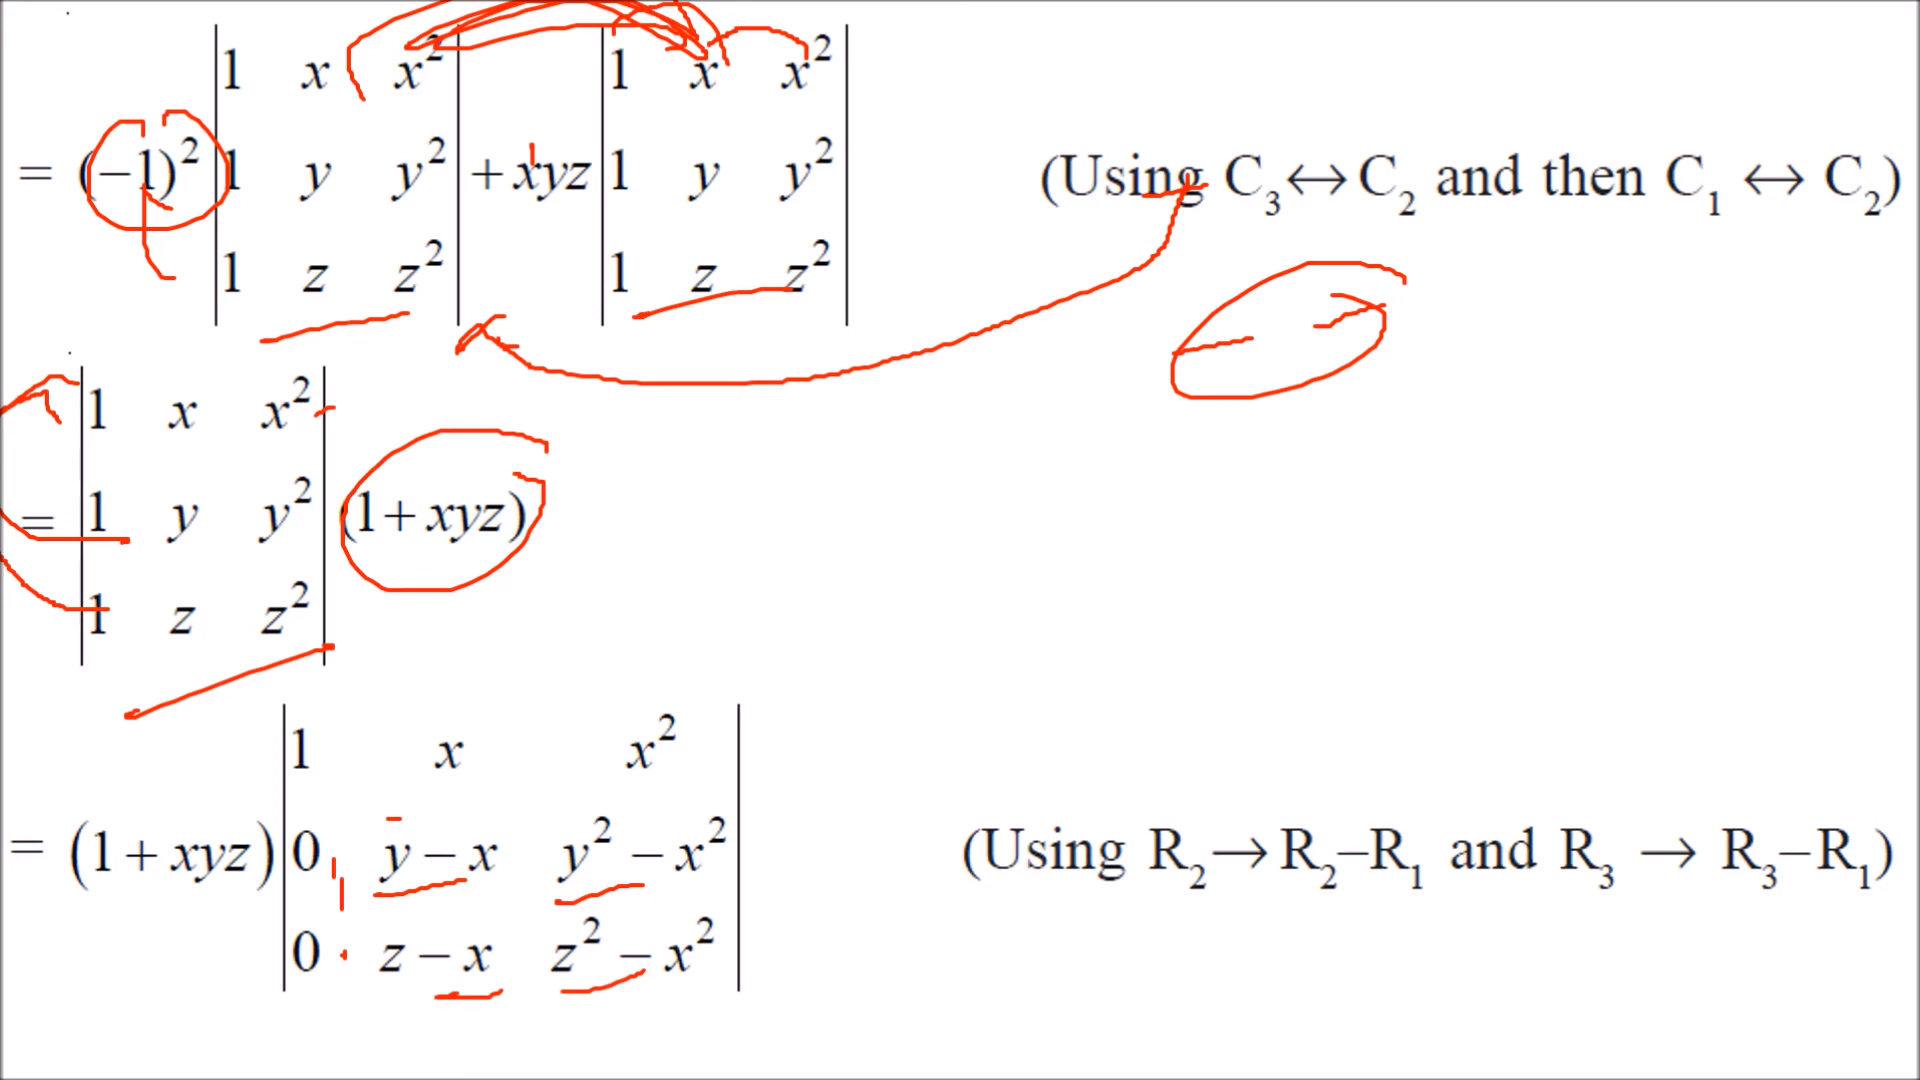 = (−1)² |1 x x²| + xyz |1 x x²| (Using C₃↔C₂ and then C₁ ↔ C₂)
|1 y y²| |1 y y²|
|1 z z²| |1 z z²|
|1 x x²|
= |1 y y²| (1+ xyz)
|1 z z²|
|1 x x²|
= (1+ xyz) |0 y − x y² − x²| (Using R₂→R₂−R₁ and R₃ → R₃−R₁)
|0 z − x z² − x²|